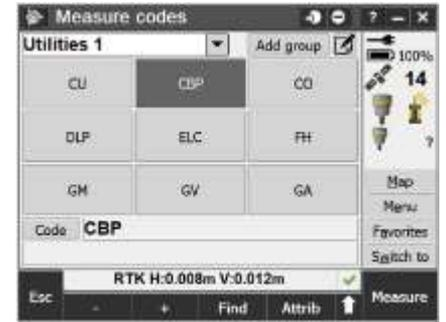 Measure codes ? - X
Utilities 1 Add group 100%
CU CBP CO 14
DLP ELC FH ?
GM GV GA Map
Menu
Code CBP Favorites
Switch to
RTK H:0.008m V:0.012m
Esc - + Find Attrib Measure